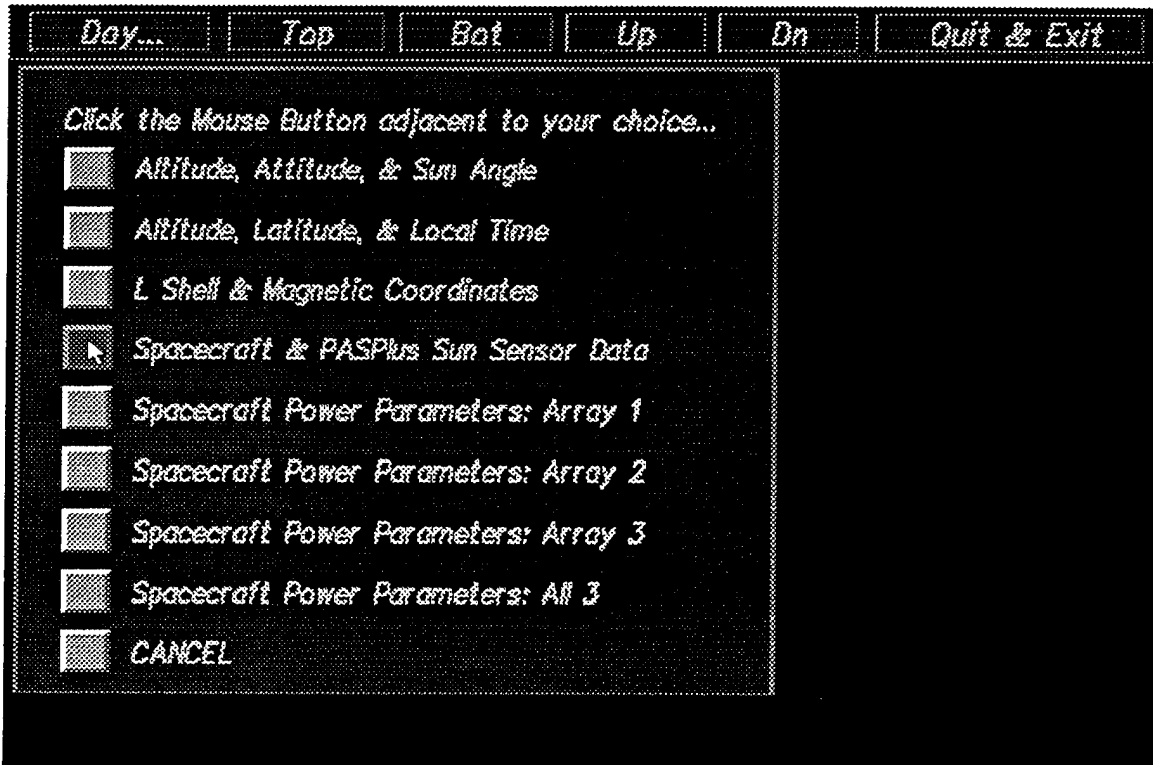 Day... Top Bot Up Dn Quit & Exit
Click the Mouse Button adjacent to your choice...
Altitude, Attitude, & Sun Angle
Altitude, Latitude, & Local Time
L Shell & Magnetic Coordinates
Spacecraft & PASPlus Sun Sensor Data
Spacecraft Power Parameters: Array 1
Spacecraft Power Parameters: Array 2
Spacecraft Power Parameters: Array 3
Spacecraft Power Parameters: All 3
CANCEL